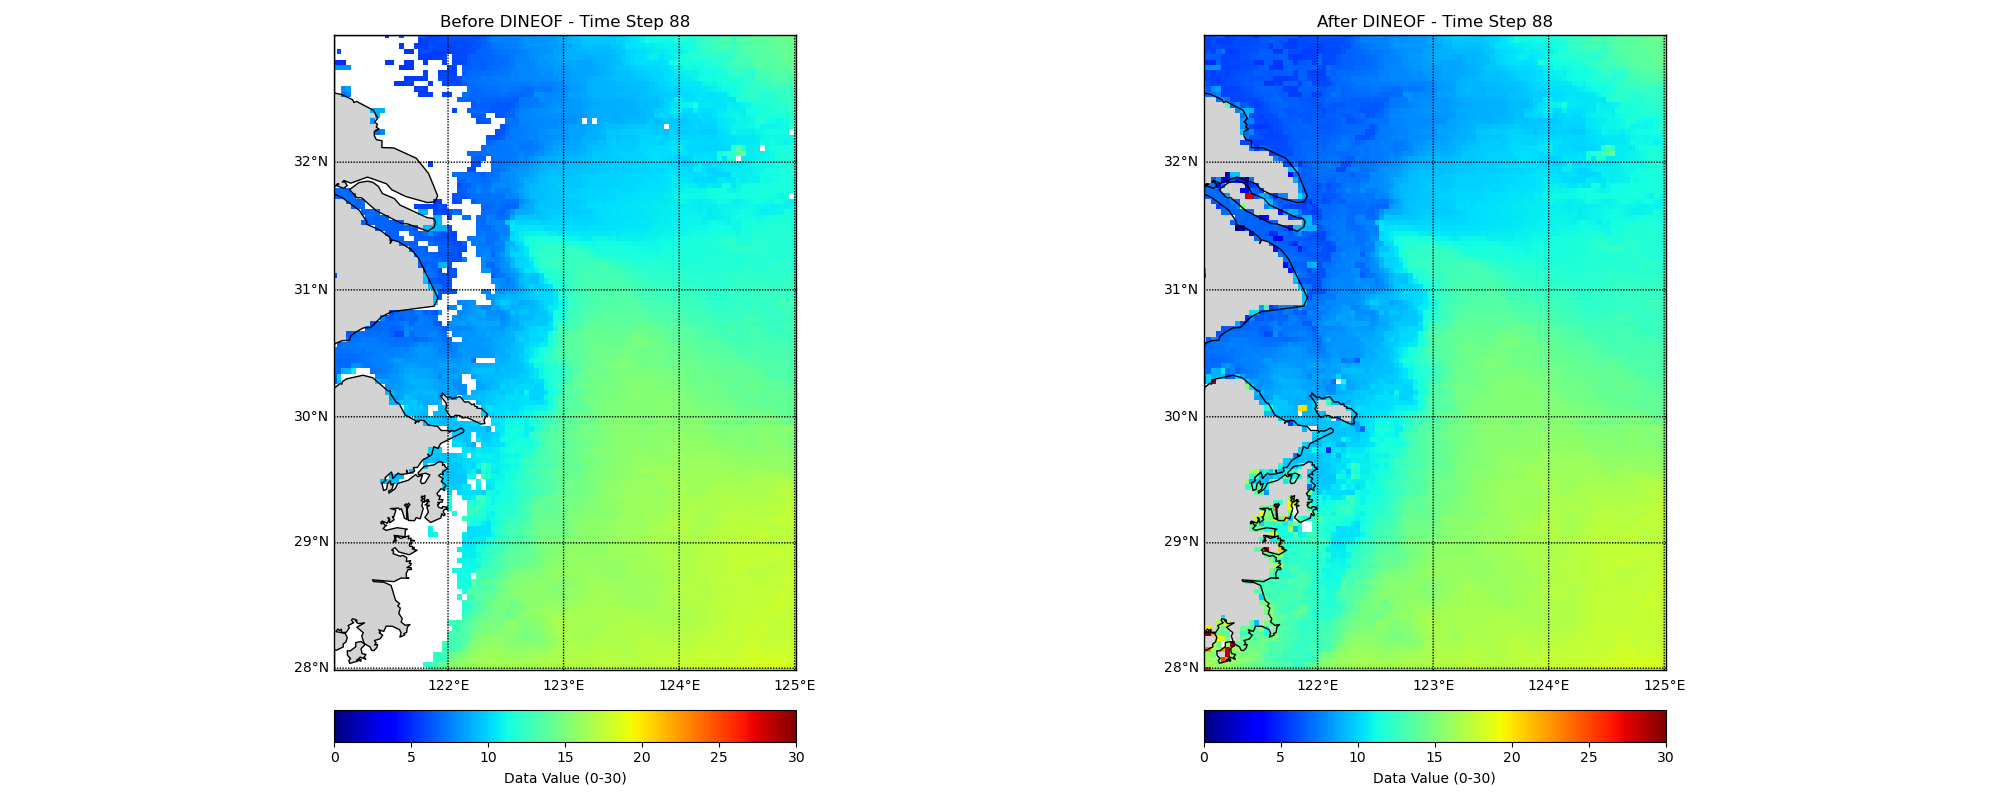 Before DINEOF - Time Step 88
After DINEOF - Time Step 88
32°N
31°N
30°N
29°N
28°N
122°E 123°E 124°E 125°E
32°N
31°N
30°N
29°N
28°N
122°E 123°E 124°E 125°E
0 5 10 15 20 25 30
Data Value (0-30)
0 5 10 15 20 25 30
Data Value (0-30)